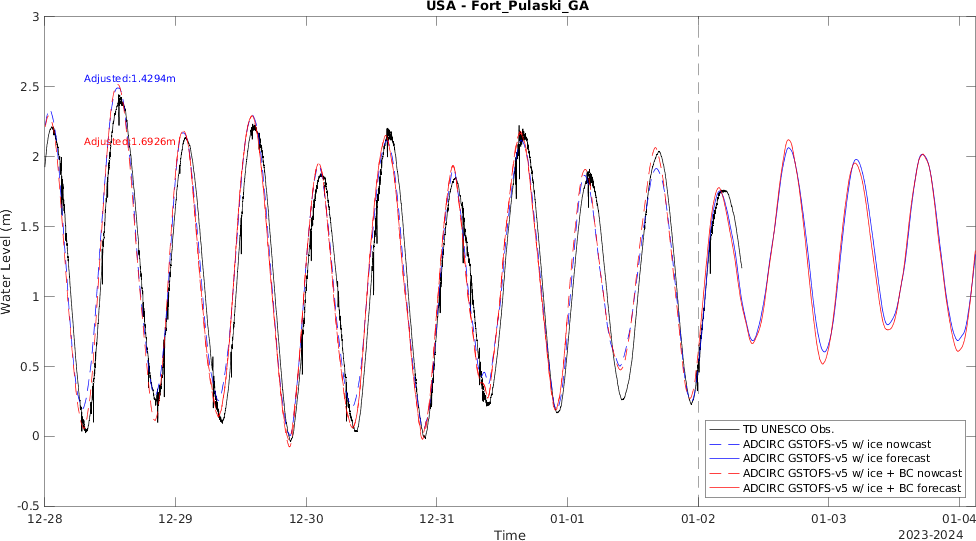 USA - Fort_Pulaski_GA
3
2.5
2
1.5
1
0.5
0
-0.5
Water Level (m)
Adjusted:1.4294m
Adjusted:1.6926m
TD UNESCO Obs.
ADCIRC GSTOFS-v5 w/ ice nowcast
ADCIRC GSTOFS-v5 w/ ice forecast
ADCIRC GSTOFS-v5 w/ ice + BC nowcast
ADCIRC GSTOFS-v5 w/ ice + BC forecast
12-28 12-29 12-30 12-31 01-01 01-02 01-03 01-04
Time
2023-2024